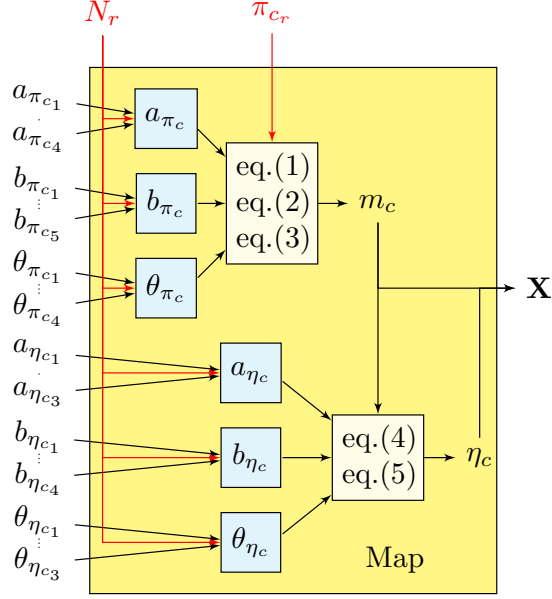 N_r π_{c_r}
a_{π_{c_1}}
a_{π_{c_4}}
a_{π_c}
b_{π_{c_1}}
b_{π_{c_5}}
b_{π_c}
θ_{π_{c_1}}
θ_{π_{c_4}}
θ_{π_c}
eq.(1)
eq.(2)
eq.(3)
m_c
X
a_{η_{c_1}}
a_{η_{c_3}}
a_{η_c}
b_{η_{c_1}}
b_{η_{c_4}}
b_{η_c}
θ_{η_{c_1}}
θ_{η_{c_3}}
θ_{η_c}
eq.(4)
eq.(5)
η_c
Map